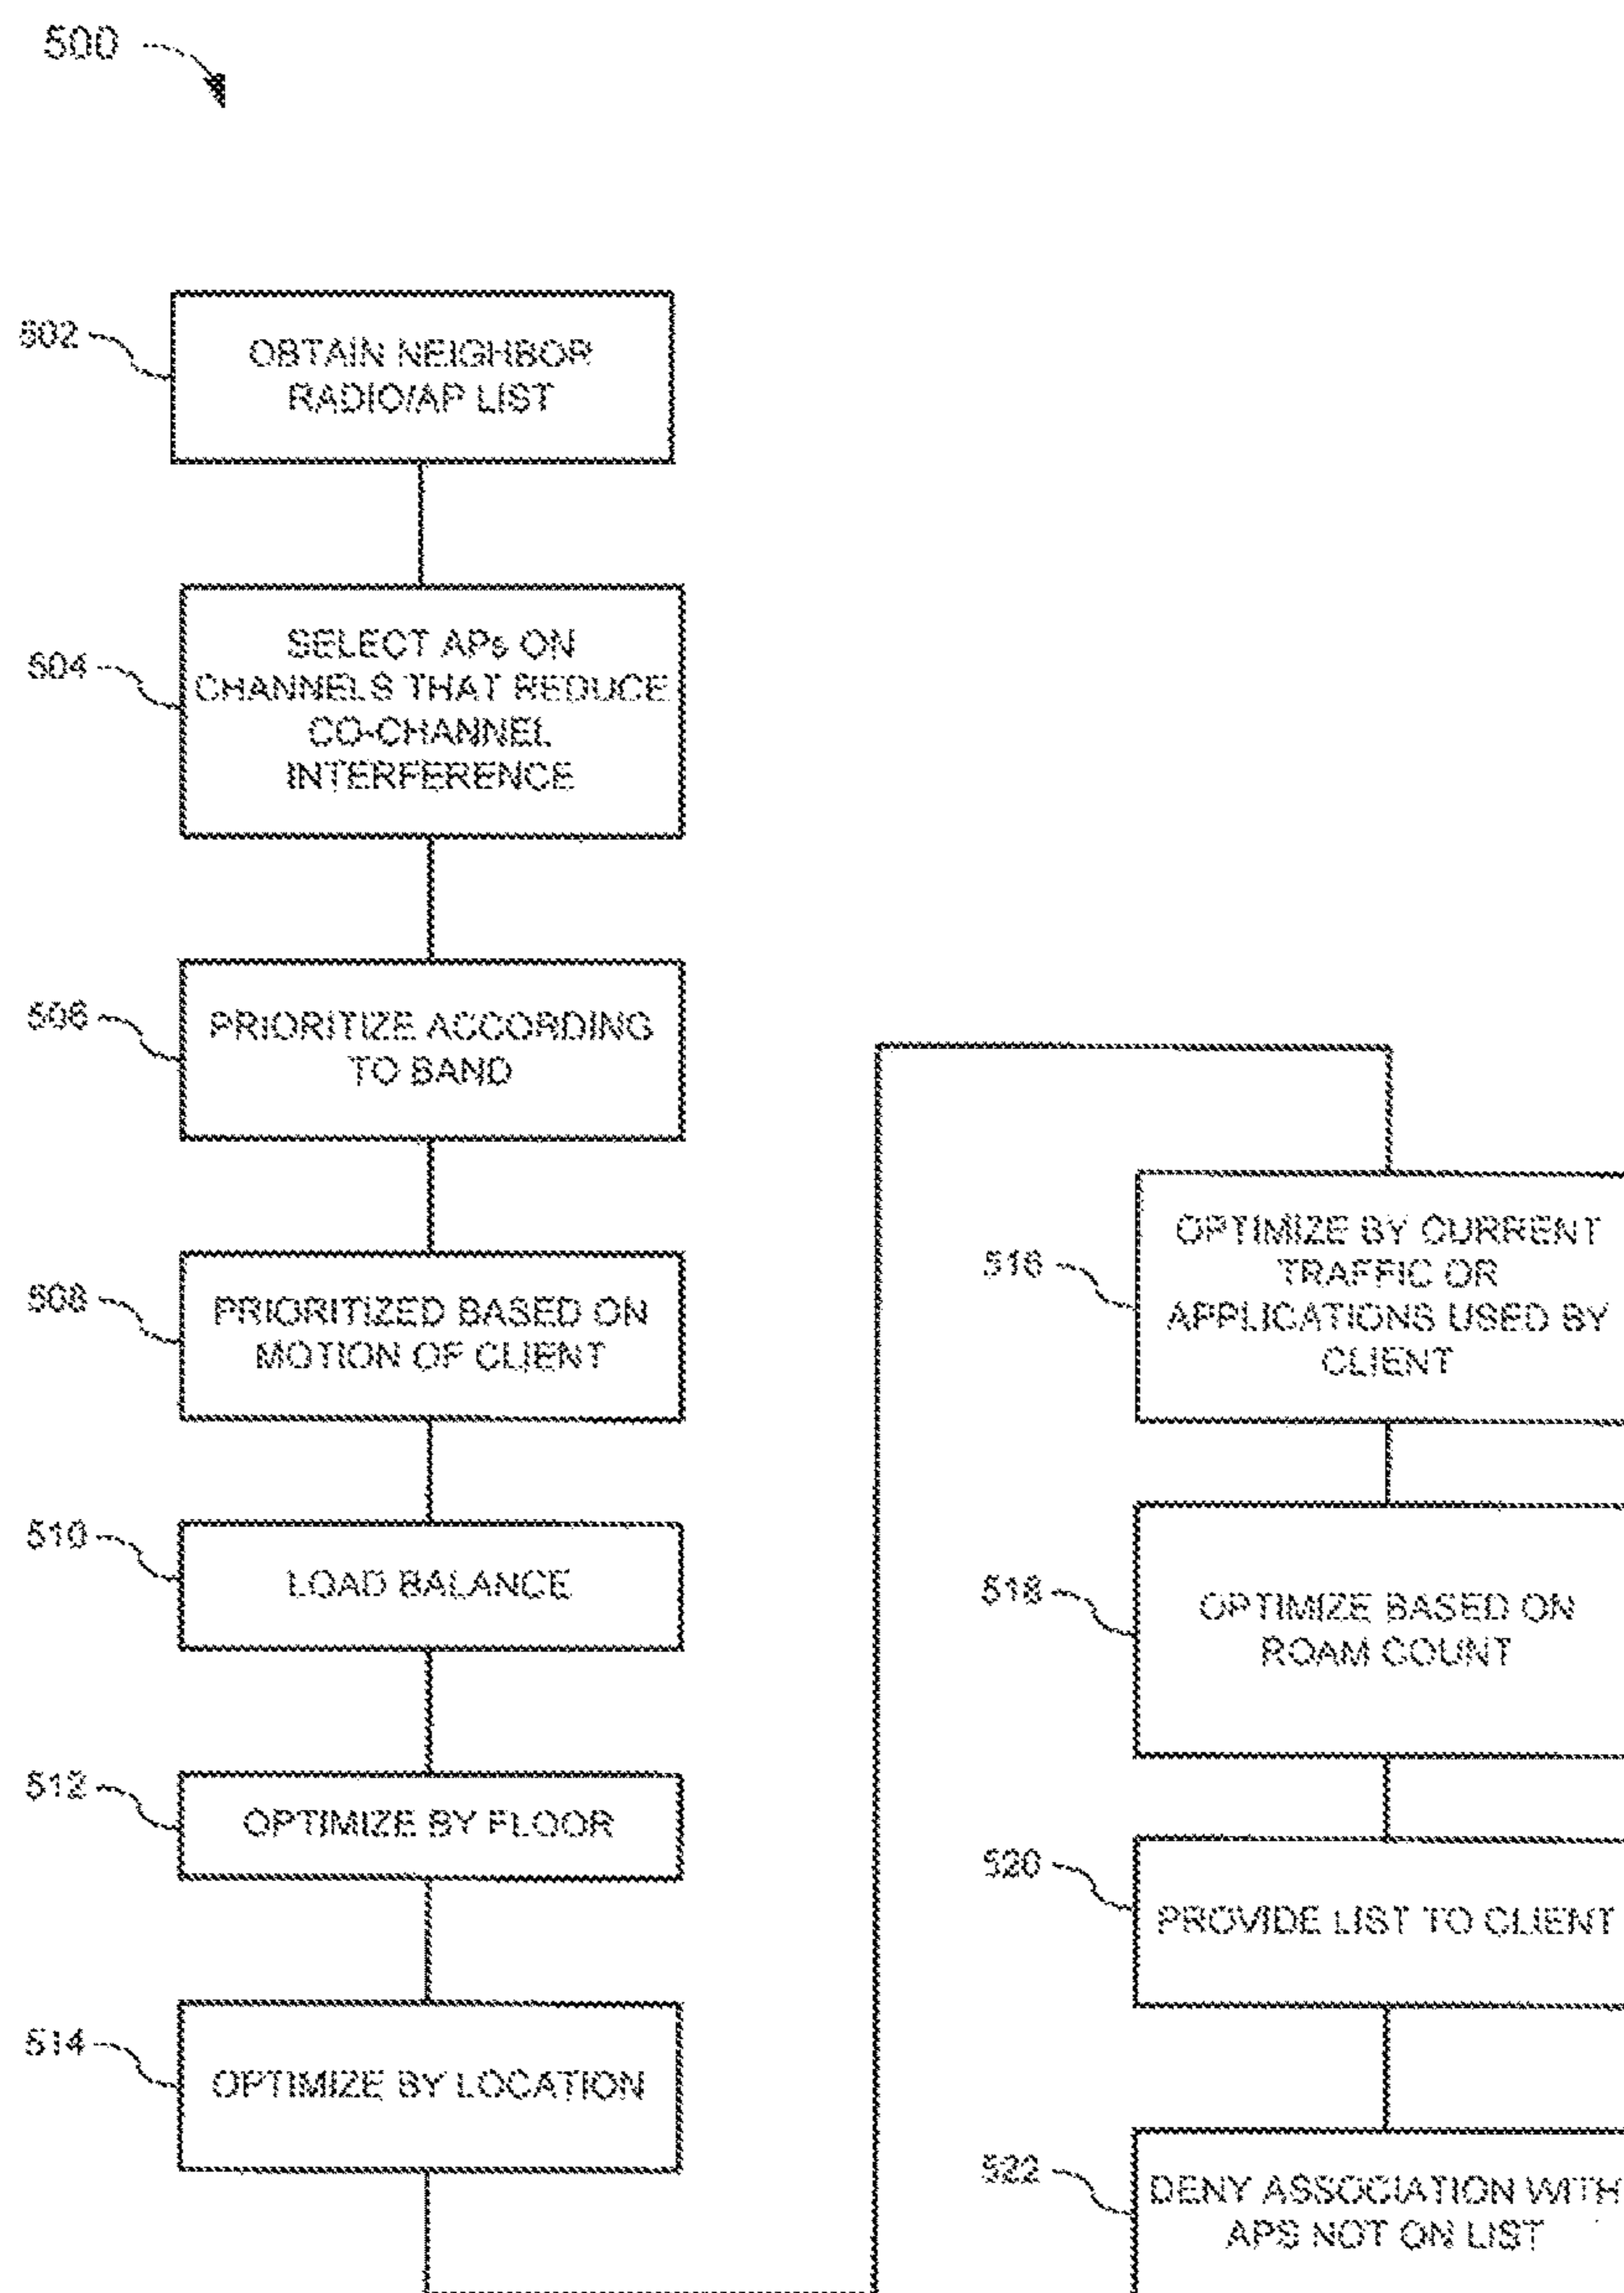 500
502
OBTAIN NEIGHBOR
RADIO/AP LIST
504
SELECT APs ON
CHANNELS THAT REDUCE
CO-CHANNEL
INTERFERENCE
506
PRIORITIZE ACCORDING
TO BAND
508
PRIORITIZED BASED ON
MOTION OF CLIENT
510
LOAD BALANCE
512
OPTIMIZE BY FLOOR
514
OPTIMIZE BY LOCATION
516
OPTIMIZE BY CURRENT
TRAFFIC OR
APPLICATIONS USED BY
CLIENT
518
OPTIMIZE BASED ON
ROAM COUNT
520
PROVIDE LIST TO CLIENT
522
DENY ASSOCIATION WITH
APS NOT ON LIST